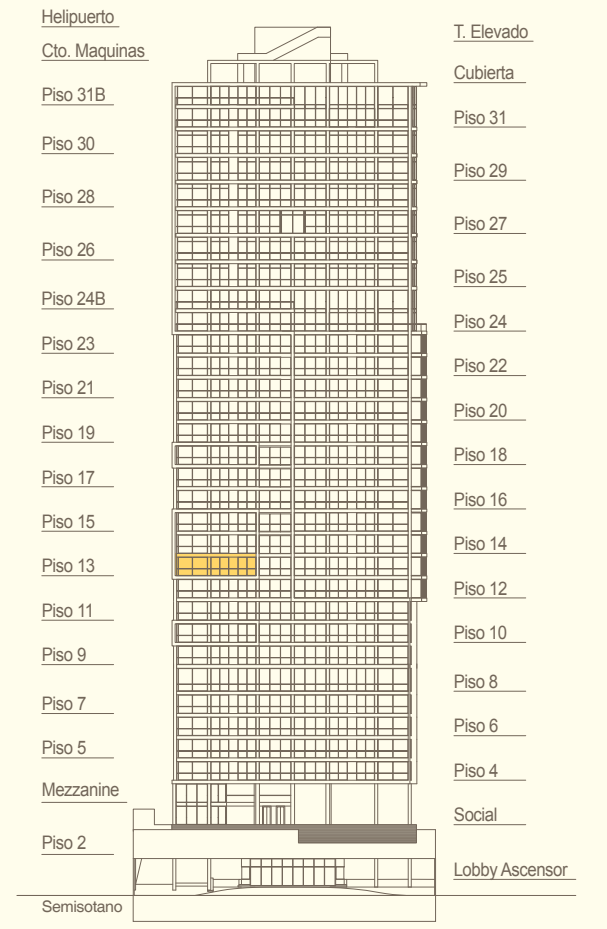 Helipuerto
T. Elevado
Cto. Maquinas
Cubierta
Piso 31B
Piso 31
Piso 30
Piso 29
Piso 28
Piso 27
Piso 26
Piso 25
Piso 24B
Piso 24
Piso 23
Piso 22
Piso 21
Piso 20
Piso 19
Piso 18
Piso 17
Piso 16
Piso 15
Piso 14
Piso 13
Piso 12
Piso 11
Piso 10
Piso 9
Piso 8
Piso 7
Piso 6
Piso 5
Piso 4
Mezzanine
Social
Piso 2
Lobby Ascensor
Semisotano